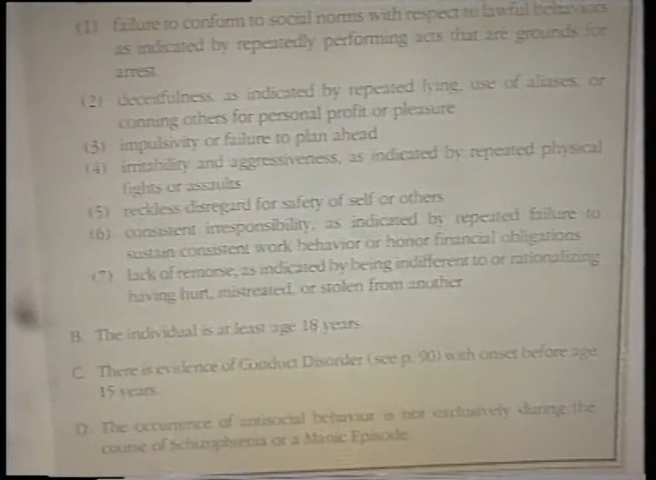 (1) failure to conform to social norms with respect to lawful behaviors
as indicated by repeatedly performing acts that are grounds for
arrest
(2) deceitfulness, as indicated by repeated lying, use of aliases, or
conning others for personal profit or pleasure
(3) impulsivity or failure to plan ahead
(4) irritability and aggressiveness, as indicated by repeated physical
fights or assaults
(5) reckless disregard for safety of self or others
(6) consistent irresponsibility, as indicated by repeated failure to
sustain consistent work behavior or honor financial obligations
(7) lack of remorse, as indicated by being indifferent to or rationalizing
having hurt, mistreated, or stolen from another
B. The individual is at least age 18 years.
C. There is evidence of Conduct Disorder (see p. 90) with onset before age
15 years.
D. The occurrence of antisocial behavior is not exclusively during the
course of Schizophrenia or a Manic Episode.